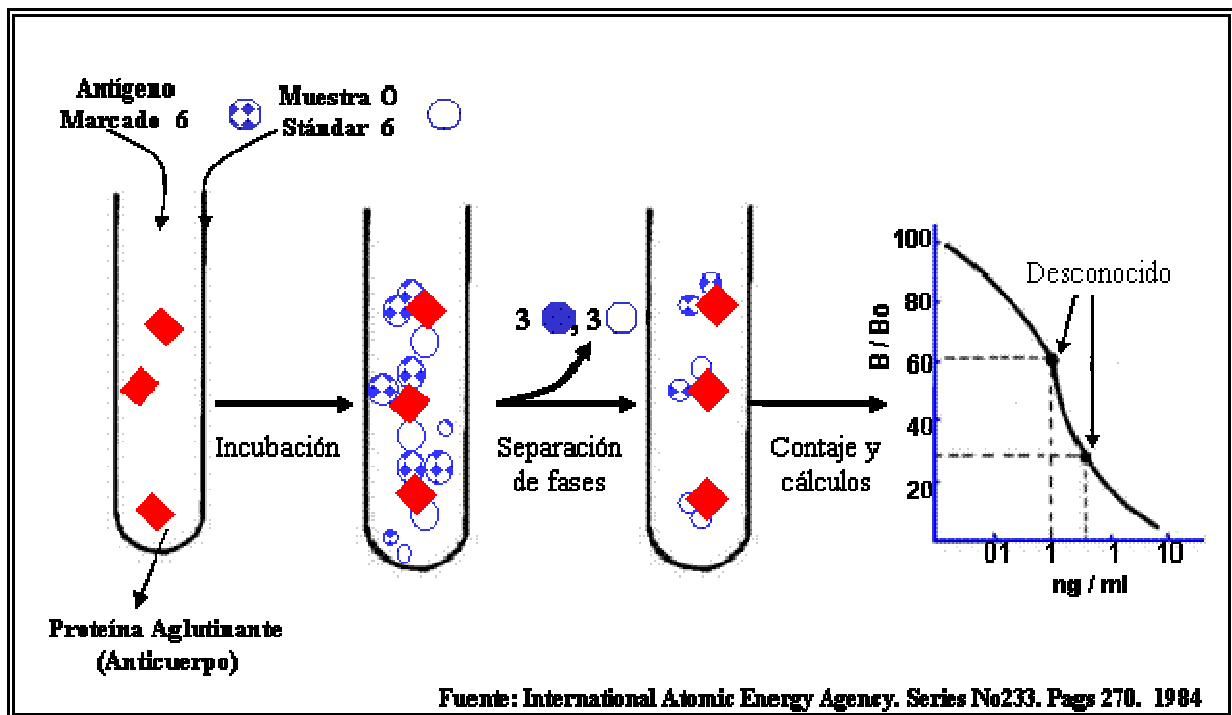 Antígeno
Marcado 6
Muestra O
Stándar 6
Incubación
3 , 3
Separación
de fases
Contaje y
cálculos
Proteína Aglutinante
(Anticuerpo)
Desconocido
B / Bo
100
80
60
40
20
01 1 1 10
ng / ml
Fuente: International Atomic Energy Agency. Series No233. Pags 270. 1984